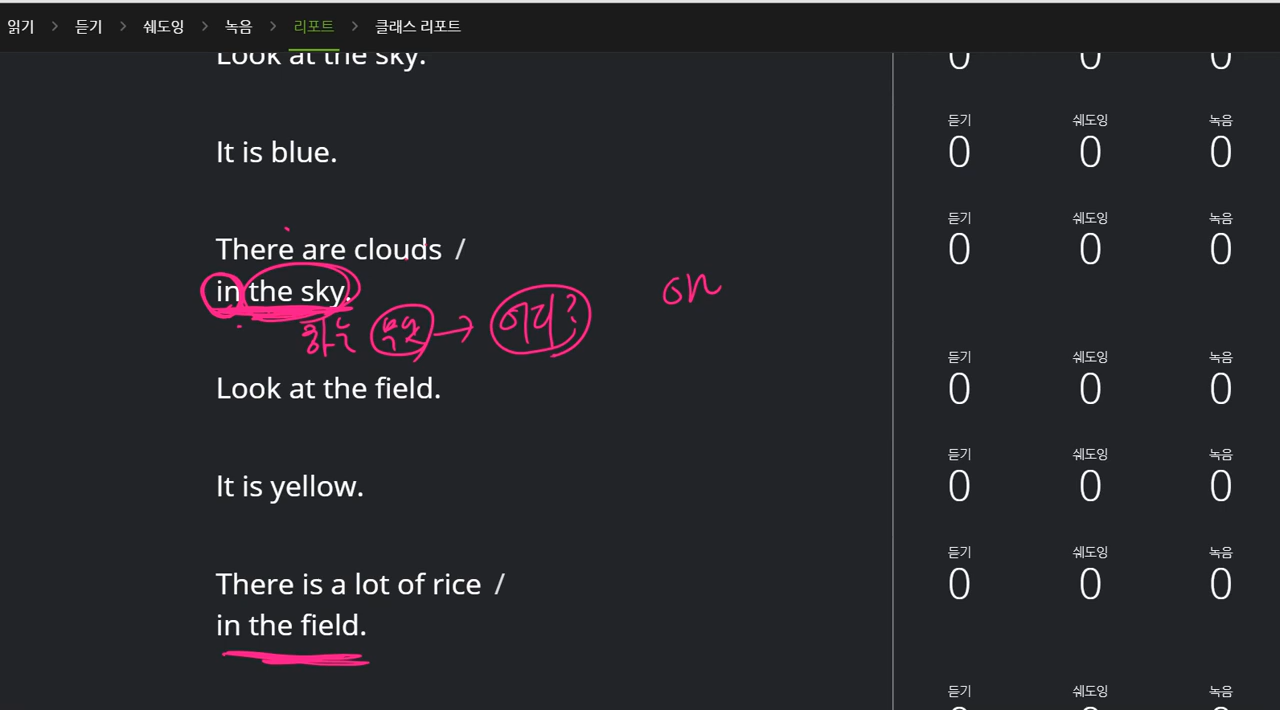 읽기 > 듣기 > 쉐도잉 > 녹음 > 리포트 > 클래스 리포트
Look at the sky.
0 0 0
듣기 쉐도잉 녹음
It is blue.
0 0 0
듣기 쉐도잉 녹음
There are clouds /
0 0 0
in the sky.
on
하늘 → 어디?
듣기 쉐도잉 녹음
Look at the field.
0 0 0
듣기 쉐도잉 녹음
It is yellow.
0 0 0
듣기 쉐도잉 녹음
There is a lot of rice /
0 0 0
in the field.
듣기 쉐도잉 녹음